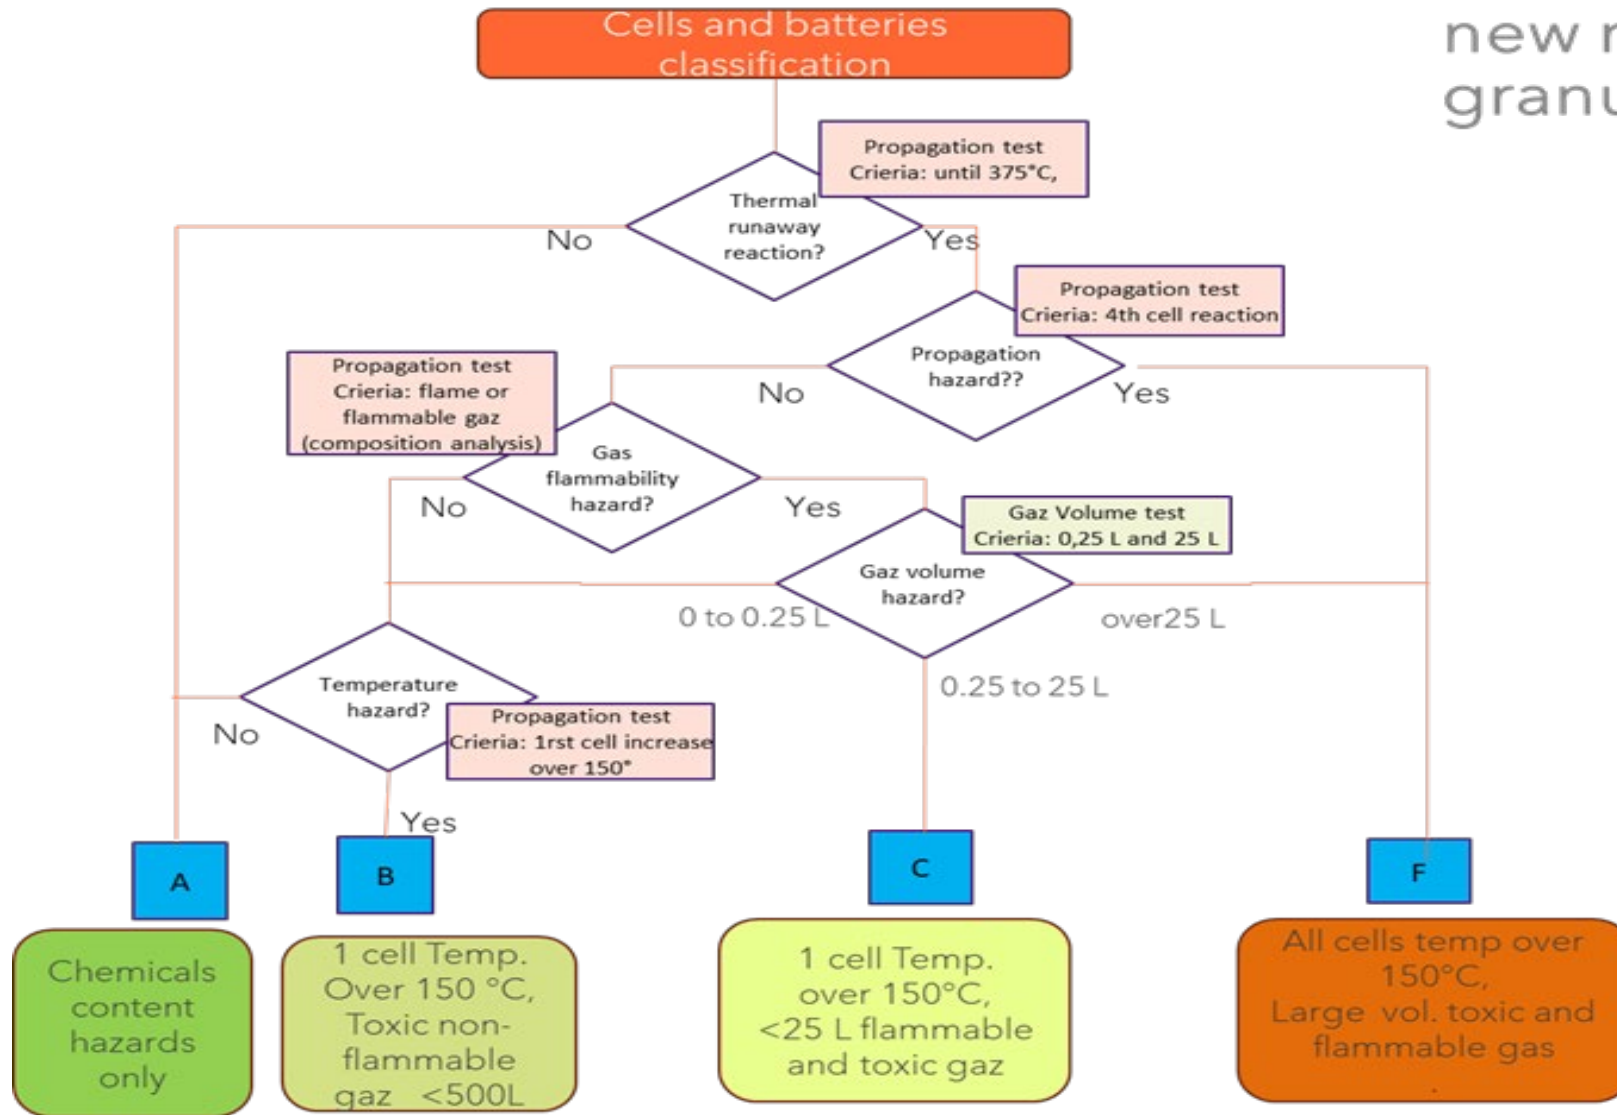 Cells and batteries
classification
new r
granu
Propagation test
Crieria: until 375°C,
Thermal
runaway
reaction?
No
Yes
Propagation test
Crieria: 4th cell reaction
Propagation
hazard??
No
Yes
Propagation test
Crieria: flame or
flammable gaz
(composition analysis)
Gas
flammability
hazard?
No
Yes
Gaz Volume test
Crieria: 0,25 L and 25 L
Gaz volume
hazard?
0 to 0.25 L
over25 L
0.25 to 25 L
Temperature
hazard?
No
Propagation test
Crieria: 1rst cell increase
over 150°
Yes
A
B
C
F
Chemicals
content
hazards
only
1 cell Temp.
Over 150 °C,
Toxic non-
flammable
gaz <500L
1 cell Temp.
over 150°C,
<25 L flammable
and toxic gaz
All cells temp over
150°C,
Large vol. toxic and
flammable gas
.